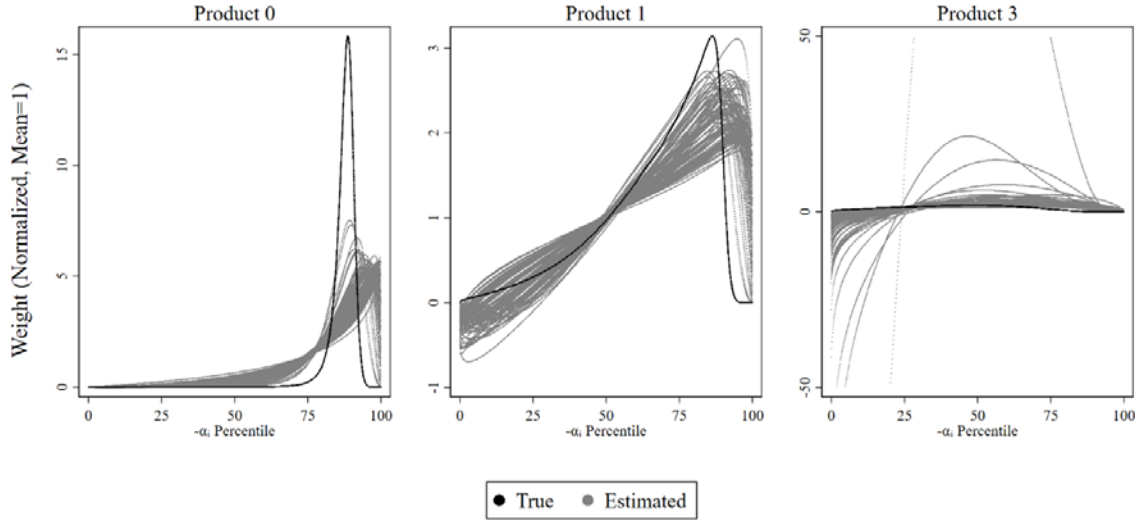 Product 0
Product 1
Product 3
Weight (Normalized, Mean=1)
15
10
5
0
0 25 50 75 100
-αᵢ Percentile
3
2
1
0
-1
0 25 50 75 100
-αᵢ Percentile
50
0
-50
0 25 50 75 100
-αᵢ Percentile
True Estimated